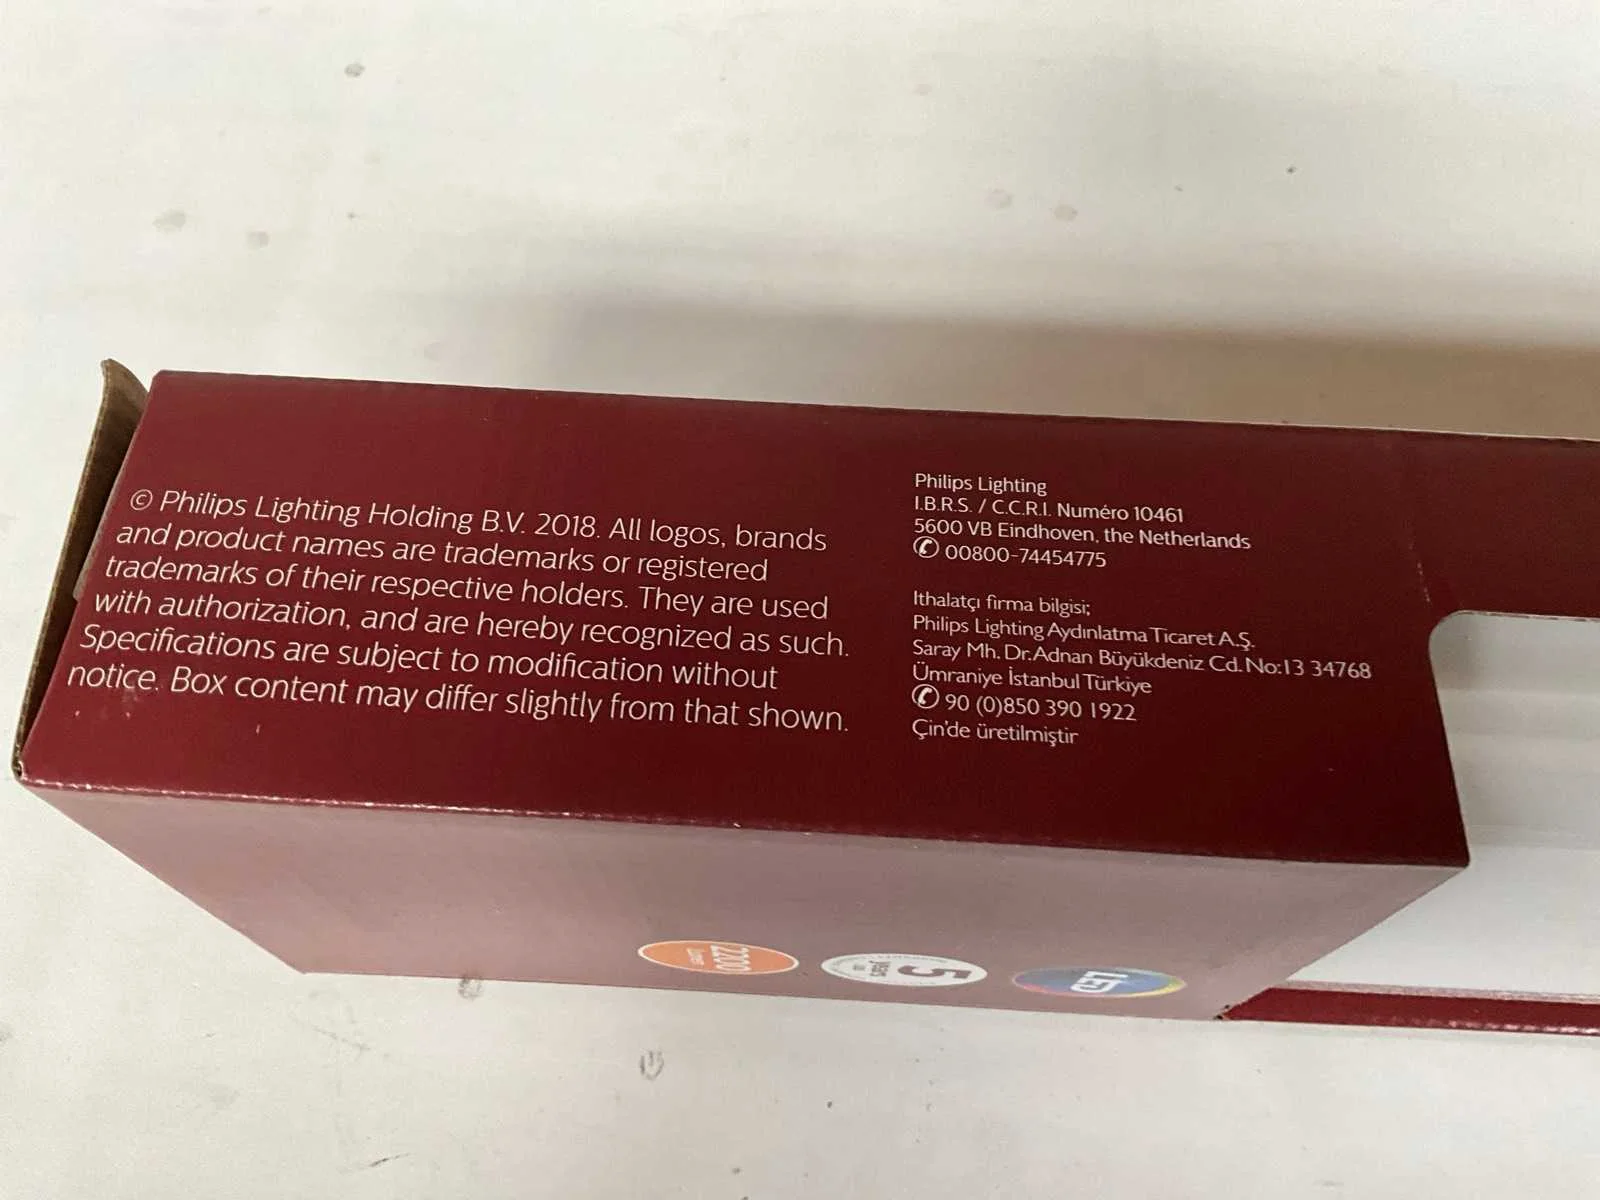 © Philips Lighting Holding B.V. 2018. All logos, brands
and product names are trademarks or registered
trademarks of their respective holders. They are used
with authorization, and are hereby recognized as such.
Specifications are subject to modification without
notice. Box content may differ slightly from that shown.
Philips Lighting
I.B.R.S. / C.C.R.I. Numéro 10461
5600 VB Eindhoven, the Netherlands
✆ 00800-74454775
Ithalatçı firma bilgisi;
Philips Lighting Aydınlatma Ticaret A.Ş.
Saray Mh. Dr.Adnan Büyükdeniz Cd. No:13 34768
Ümraniye İstanbul Türkiye
✆ 90 (0)850 390 1922
Çin'de üretilmiştir
5
years
LED